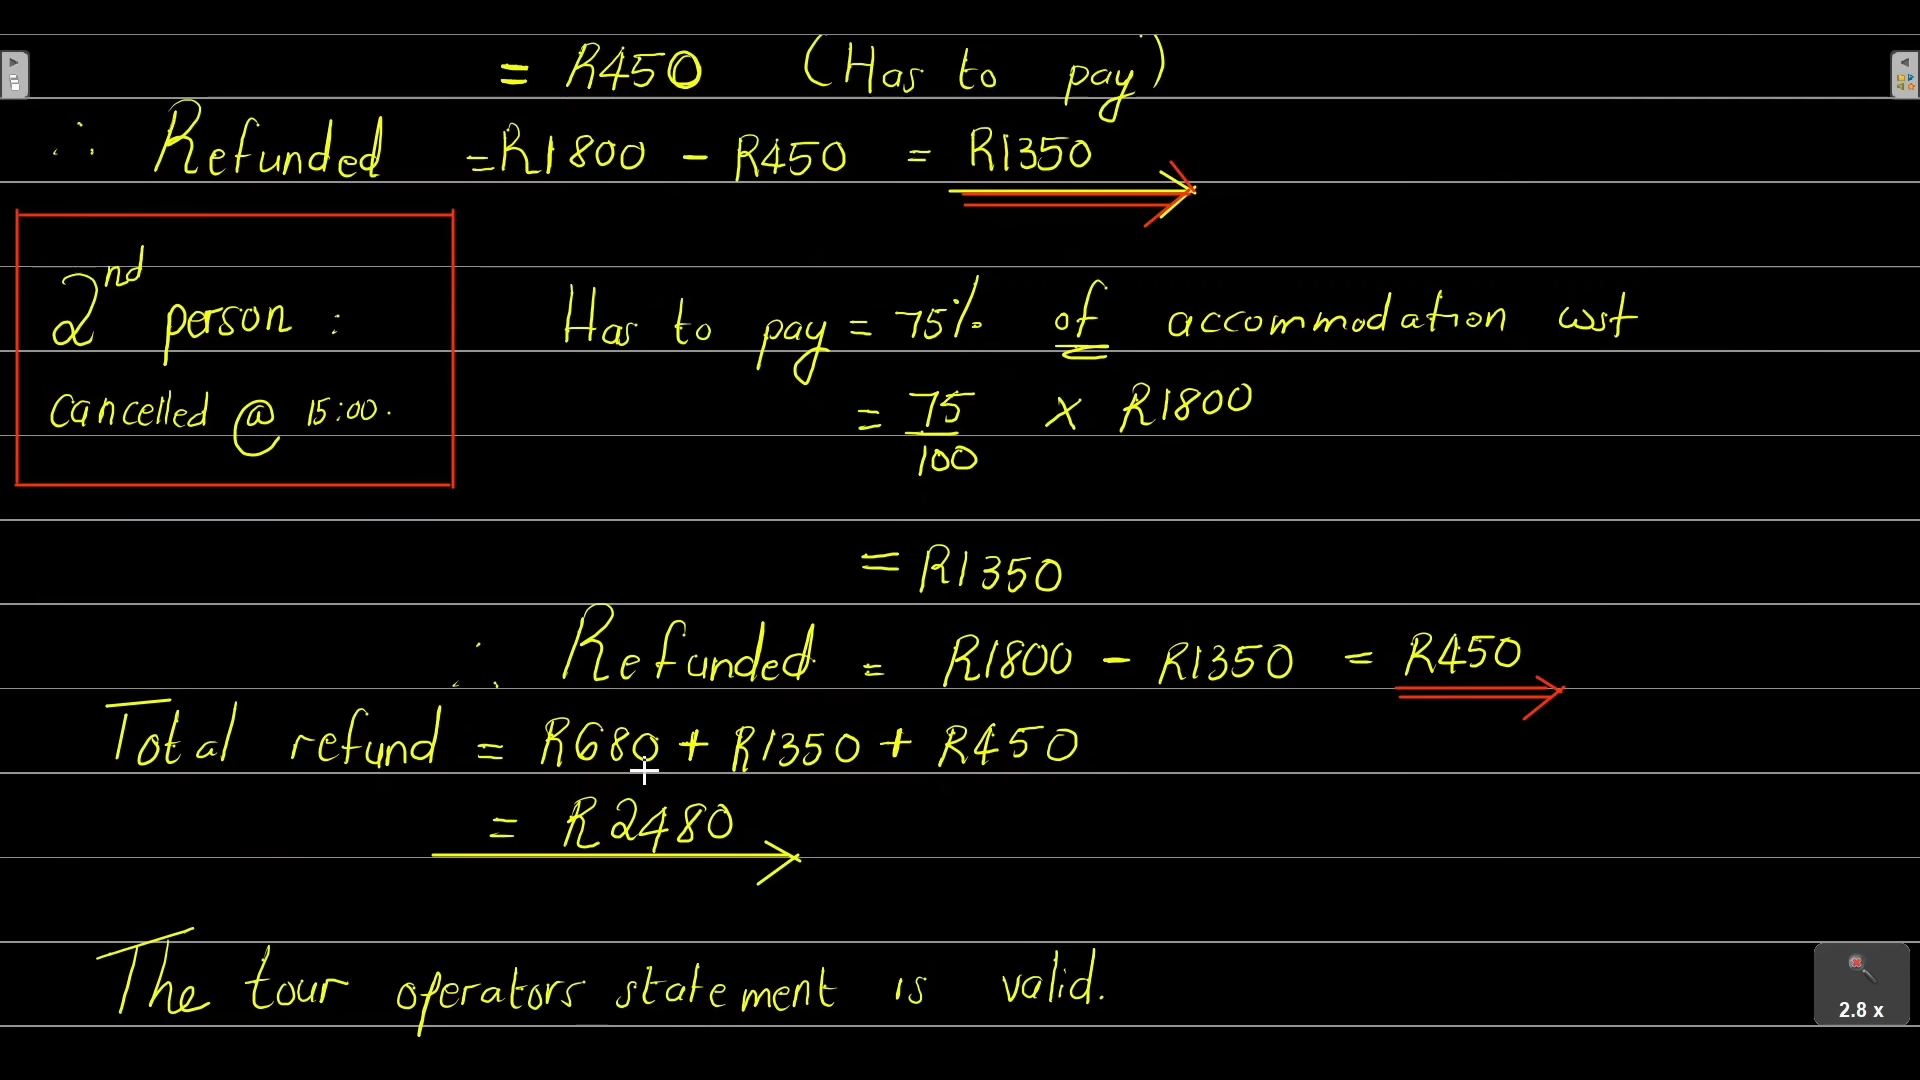 = R450 (Has to pay)
∴ Refunded = R1800 - R450 = R1350
2nd person :
cancelled @ 15:00.
Has to pay = 75% of accommodation cost
= 75/100 x R1800
= R1350
∴ Refunded = R1800 - R1350 = R450
Total refund = R680 + R1350 + R450
= R2480
The tour operators statement is valid.
2.8 x